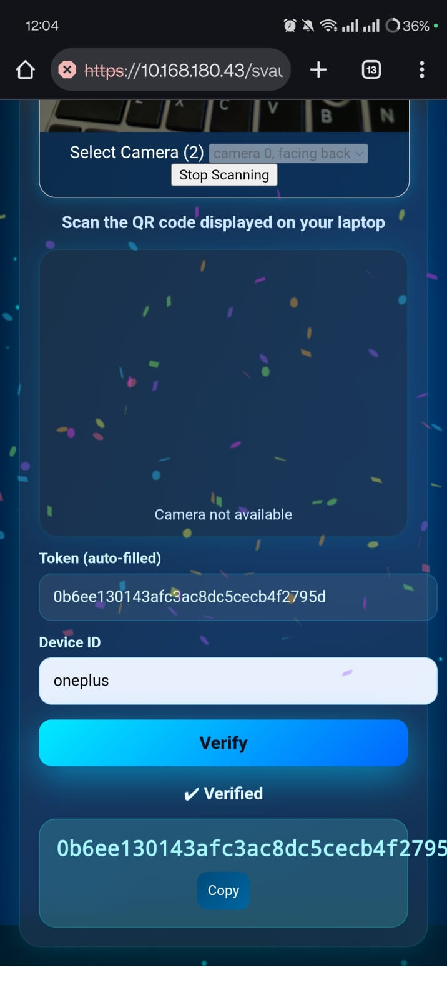 12:04
36%
https://10.168.180.43/svau
13
C V B N
Select Camera (2) camera 0, facing back
Stop Scanning
Scan the QR code displayed on your laptop
Camera not available
Token (auto-filled)
0b6ee130143afc3ac8dc5cecb4f2795d
Device ID
oneplus
Verify
✔ Verified
0b6ee130143afc3ac8dc5cecb4f2795
Copy